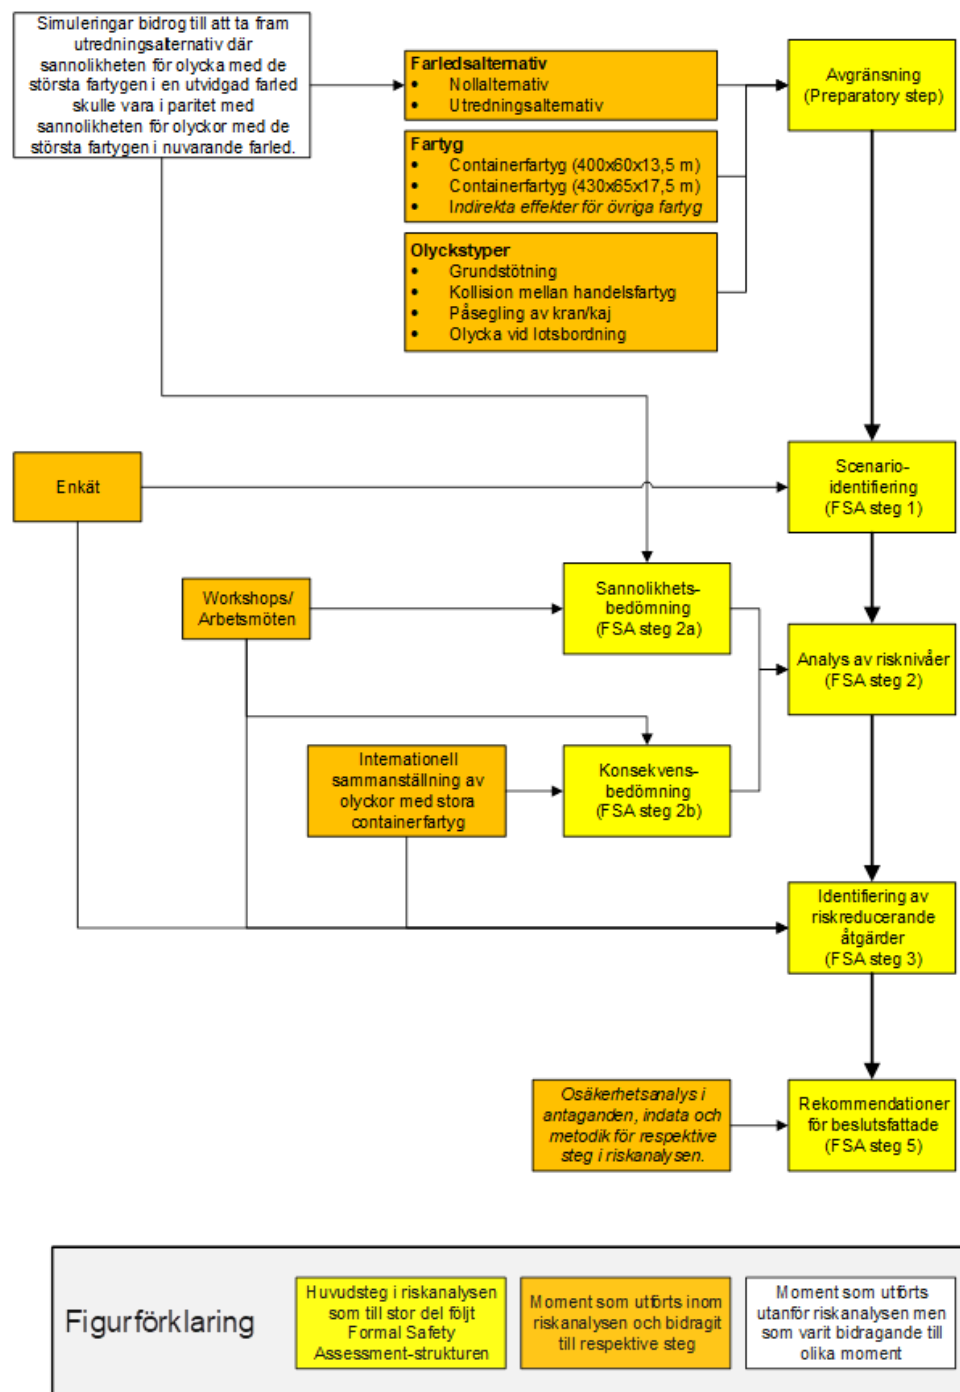 Simuleringar bidrog till att ta fram
utredningsalternativ där
sannolikheten för olycka med de
största fartygen i en utvidgad farled
skulle vara i paritet med
sannolikheten för olyckor med de
största fartygen i nuvarande farled.
Farledsalternativ
• Nollalternativ
• Utredningsalternativ
Avgränsning
(Preparatory step)
Fartyg
• Containerfartyg (400x60x13,5 m)
• Containerfartyg (430x65x17,5 m)
• Indirekta effekter för övriga fartyg
Olyckstyper
• Grundstötning
• Kollision mellan handelsfartyg
• Påsegling av kran/kaj
• Olycka vid lotsbordning
Enkät
Scenario-
identifiering
(FSA steg 1)
Workshops/
Arbetsmöten
Sannolikhets-
bedömning
(FSA steg 2a)
Analys av risknivåer
(FSA steg 2)
Internationell
sammanställning av
olyckor med stora
containerfartyg
Konsekvens-
bedömning
(FSA steg 2b)
Identifiering av
riskreducerande
åtgärder
(FSA steg 3)
Osäkerhetsanalys i
antaganden, indata och
metodik för respektive
steg i riskanalysen.
Rekommendationer
för beslutsfattade
(FSA steg 5)
Figurförklaring
Huvudsteg i riskanalysen
som till stor del följt
Formal Safety
Assessment-strukturen
Moment som utförts inom
riskanalysen och bidragit
till respektive steg
Moment som utförts
utanför riskanalysen men
som varit bidragande till
olika moment